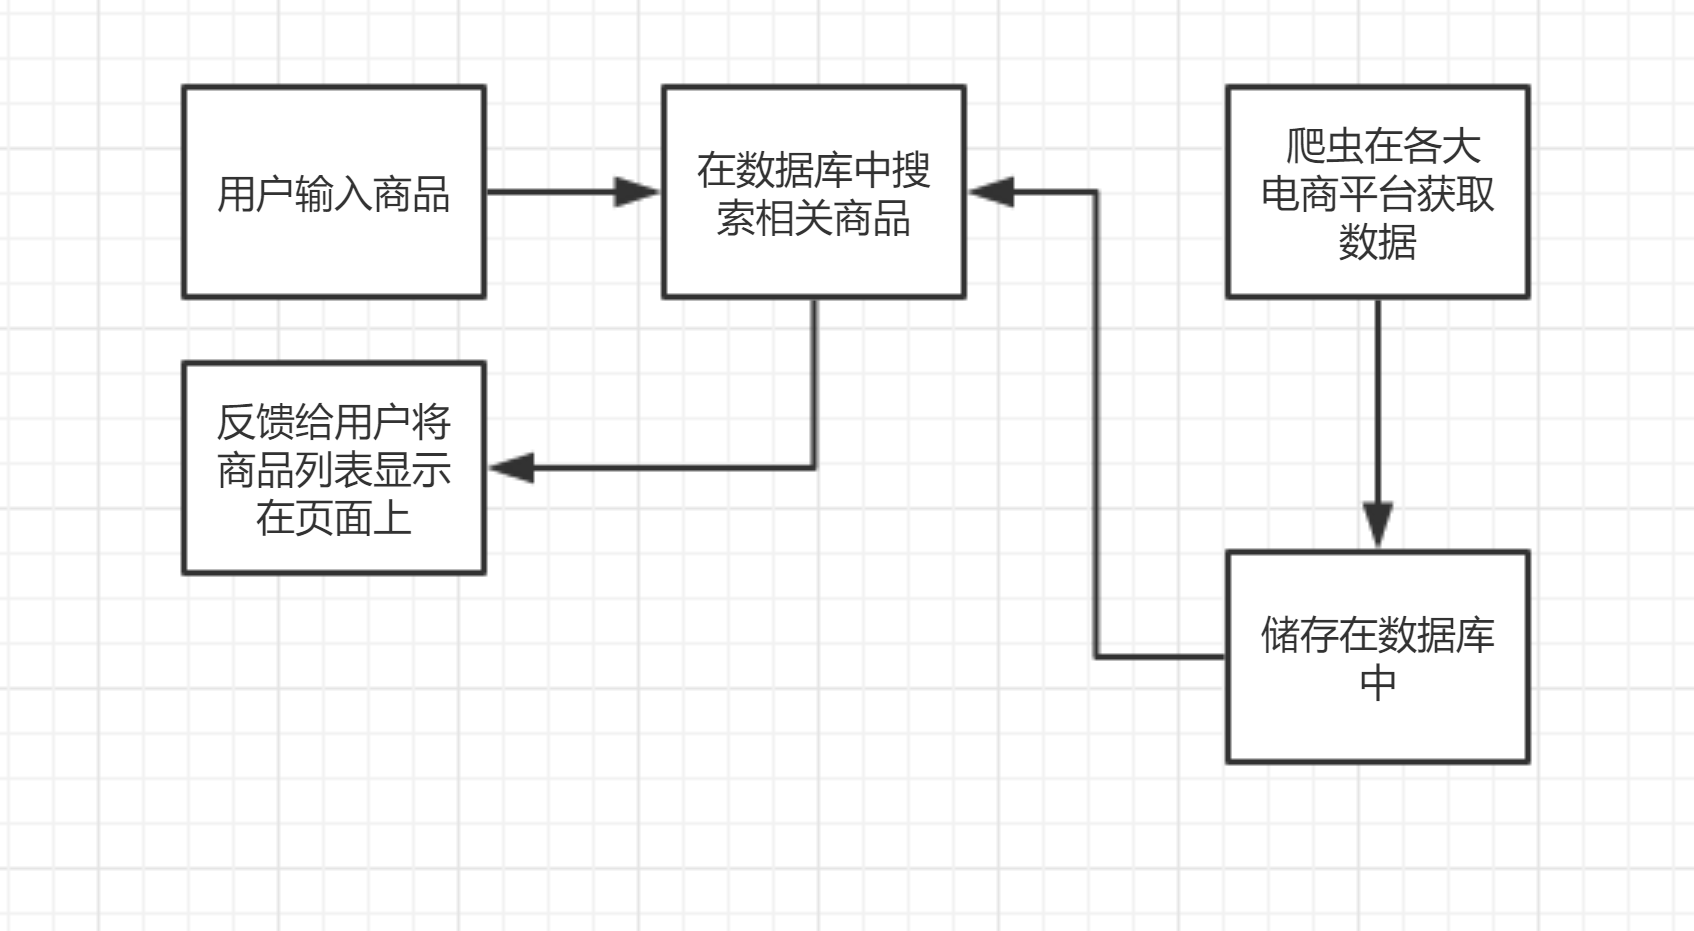 用户输入商品
在数据库中搜
索相关商品
爬虫在各大
电商平台获取
数据
反馈给用户将
商品列表显示
在页面上
储存在数据库
中